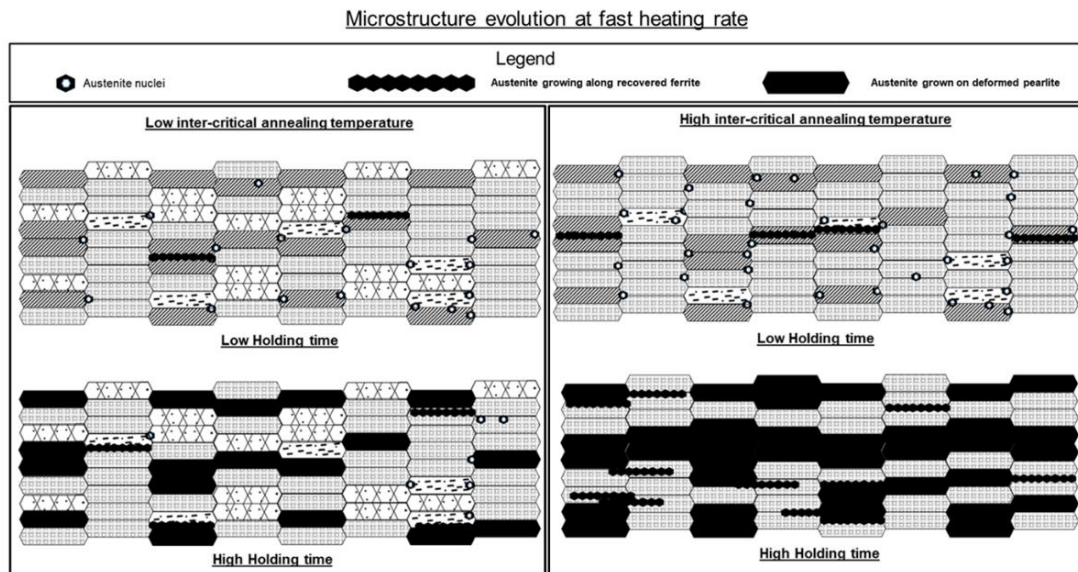 Microstructure evolution at fast heating rate
Legend
Austenite nuclei
Austenite growing along recovered ferrite
Austenite grown on deformed pearlite
Low inter-critical annealing temperature
Low Holding time
High Holding time
High inter-critical annealing temperature
Low Holding time
High Holding time